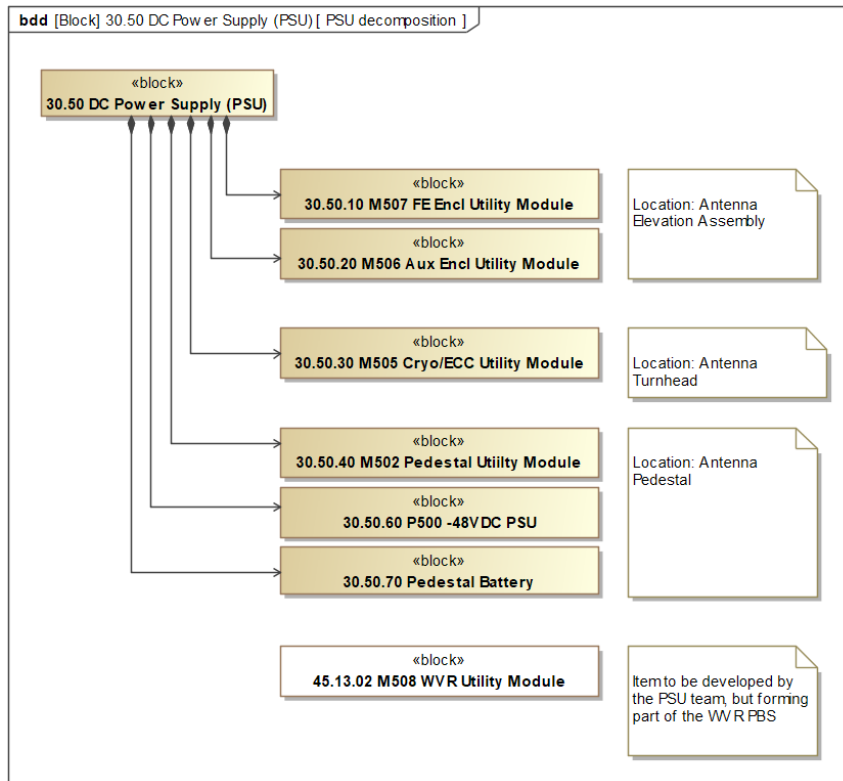 bdd [Block] 30.50 DC Power Supply (PSU) [ PSU decomposition ]
«block»
30.50 DC Power Supply (PSU)
«block»
30.50.10 M507 FE Encl Utility Module
«block»
30.50.20 M506 Aux Encl Utility Module
Location: Antenna
Elevation Assembly
«block»
30.50.30 M505 Cryo/ECC Utility Module
Location: Antenna
Turnhead
«block»
30.50.40 M502 Pedestal Utiilty Module
«block»
30.50.60 P500 -48VDC PSU
«block»
30.50.70 Pedestal Battery
Location: Antenna
Pedestal
«block»
45.13.02 M508 WVR Utility Module
Item to be developed by
the PSU team, but forming
part of the WVR PBS